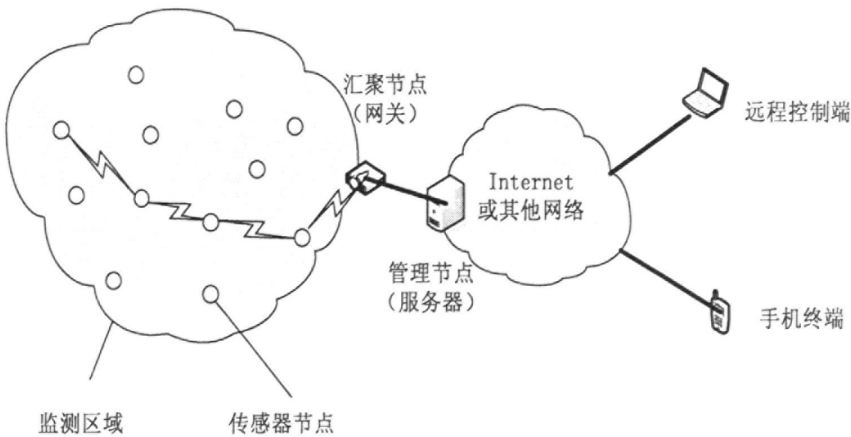 汇聚节点
（网关）
远程控制端
Internet
或其他网络
管理节点
（服务器）
手机终端
监测区域
传感器节点